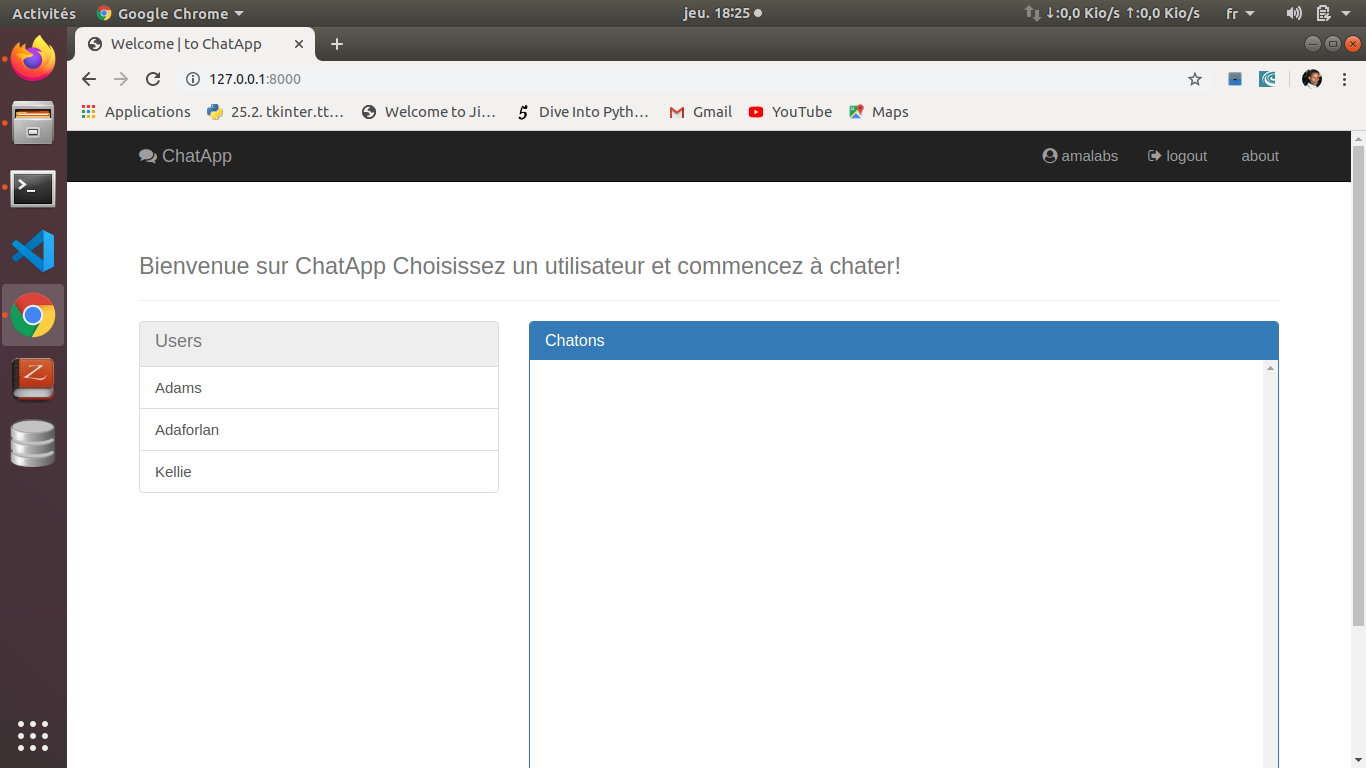 Activités Google Chrome jeu. 18:25 ↓:0,0 Kio/s ↑:0,0 Kio/s fr
Welcome | to ChatApp
127.0.0.1:8000
Applications 25.2. tkinter.tt… Welcome to Ji… 5 Dive Into Pyth… Gmail YouTube Maps
ChatApp amalabs logout about
Bienvenue sur ChatApp Choisissez un utilisateur et commencez à chater!
Users
Chatons
Adams
Adaforlan
Kellie